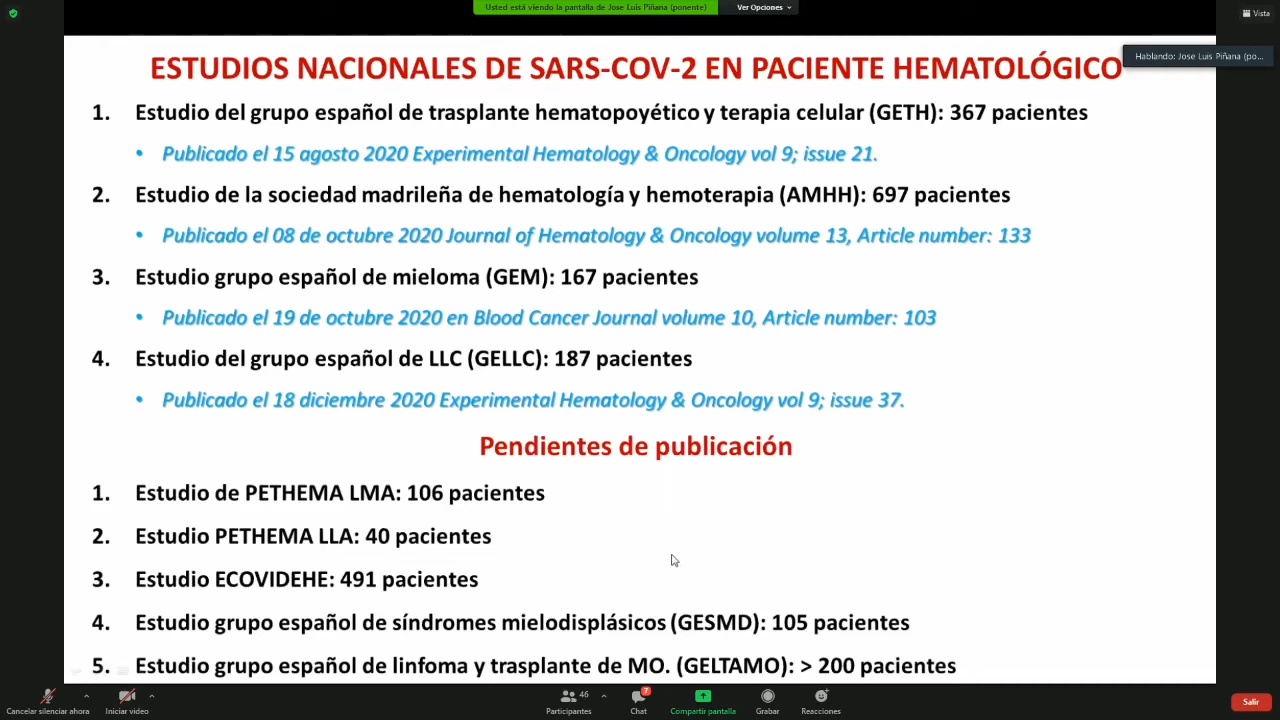 Usted está viendo la pantalla de Jose Luis Piñana (ponente)
Ver Opciones
Vista
Hablando: Jose Luis Piñana (po...
ESTUDIOS NACIONALES DE SARS-COV-2 EN PACIENTE HEMATOLÓGICO
1. Estudio del grupo español de trasplante hematopoyético y terapia celular (GETH): 367 pacientes
• Publicado el 15 agosto 2020 Experimental Hematology & Oncology vol 9; issue 21.
2. Estudio de la sociedad madrileña de hematología y hemoterapia (AMHH): 697 pacientes
• Publicado el 08 de octubre 2020 Journal of Hematology & Oncology volume 13, Article number: 133
3. Estudio grupo español de mieloma (GEM): 167 pacientes
• Publicado el 19 de octubre 2020 en Blood Cancer Journal volume 10, Article number: 103
4. Estudio del grupo español de LLC (GELLC): 187 pacientes
• Publicado el 18 diciembre 2020 Experimental Hematology & Oncology vol 9; issue 37.
Pendientes de publicación
1. Estudio de PETHEMA LMA: 106 pacientes
2. Estudio PETHEMA LLA: 40 pacientes
3. Estudio ECOVIDEHE: 491 pacientes
4. Estudio grupo español de síndromes mielodisplásicos (GESMD): 105 pacientes
5. Estudio grupo español de linfoma y trasplante de MO. (GELTAMO): > 200 pacientes
46
7
Cancelar silenciar ahora
Iniciar video
Participantes
Chat
Compartir pantalla
Grabar
Reacciones
Salir